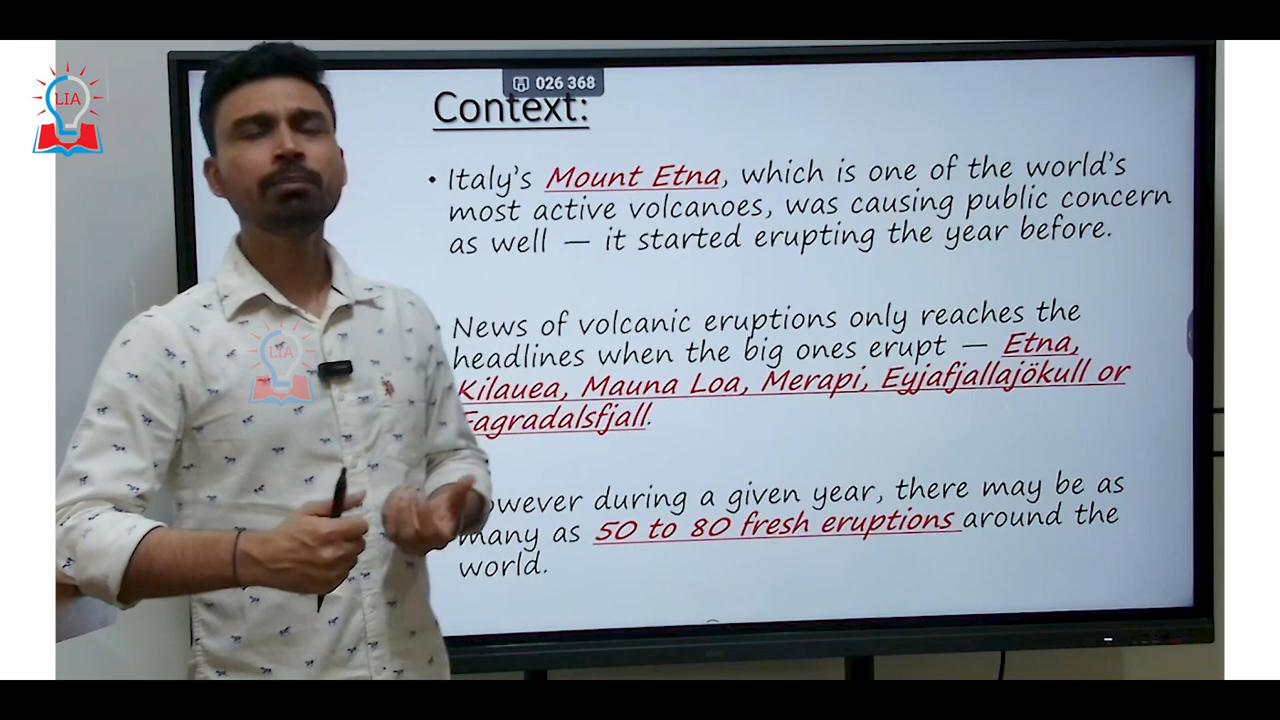 LIA
026 368
Context:
• Italy's Mount Etna, which is one of the world's
most active volcanoes, was causing public concern
as well — it started erupting the year before.
News of volcanic eruptions only reaches the
headlines when the big ones erupt — Etna,
Kilauea, Mauna Loa, Merapi, Eyjafjallajökull or
Fagradalsfjall.
LIA
owever during a given year, there may be as
many as 50 to 80 fresh eruptions around the
world.